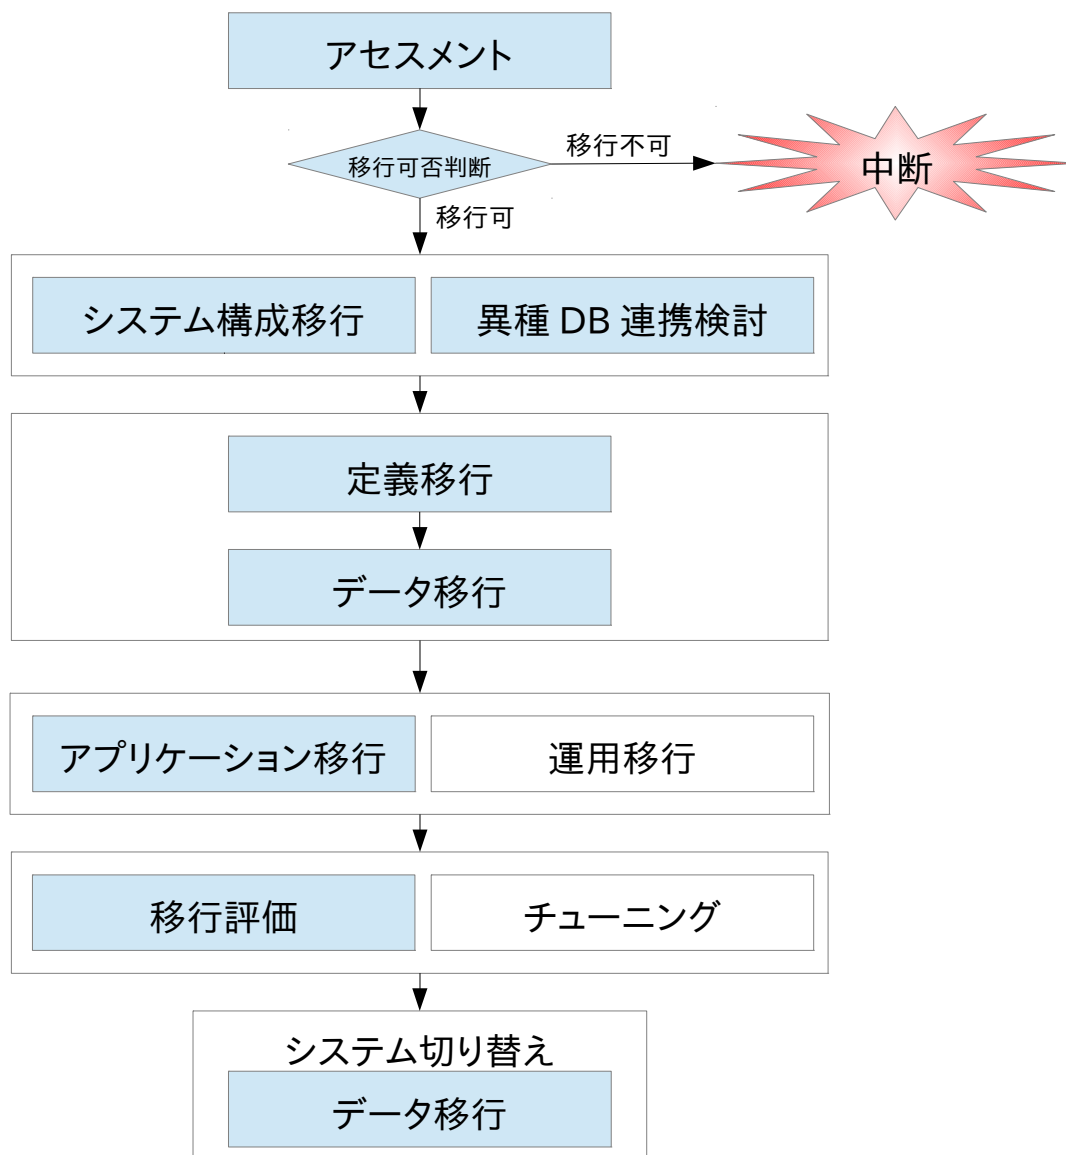 アセスメント
移行可否判断
移行不可
中断
移行可
システム構成移行
異種 DB 連携検討
定義移行
データ移行
アプリケーション移行
運用移行
移行評価
チューニング
システム切り替え
データ移行